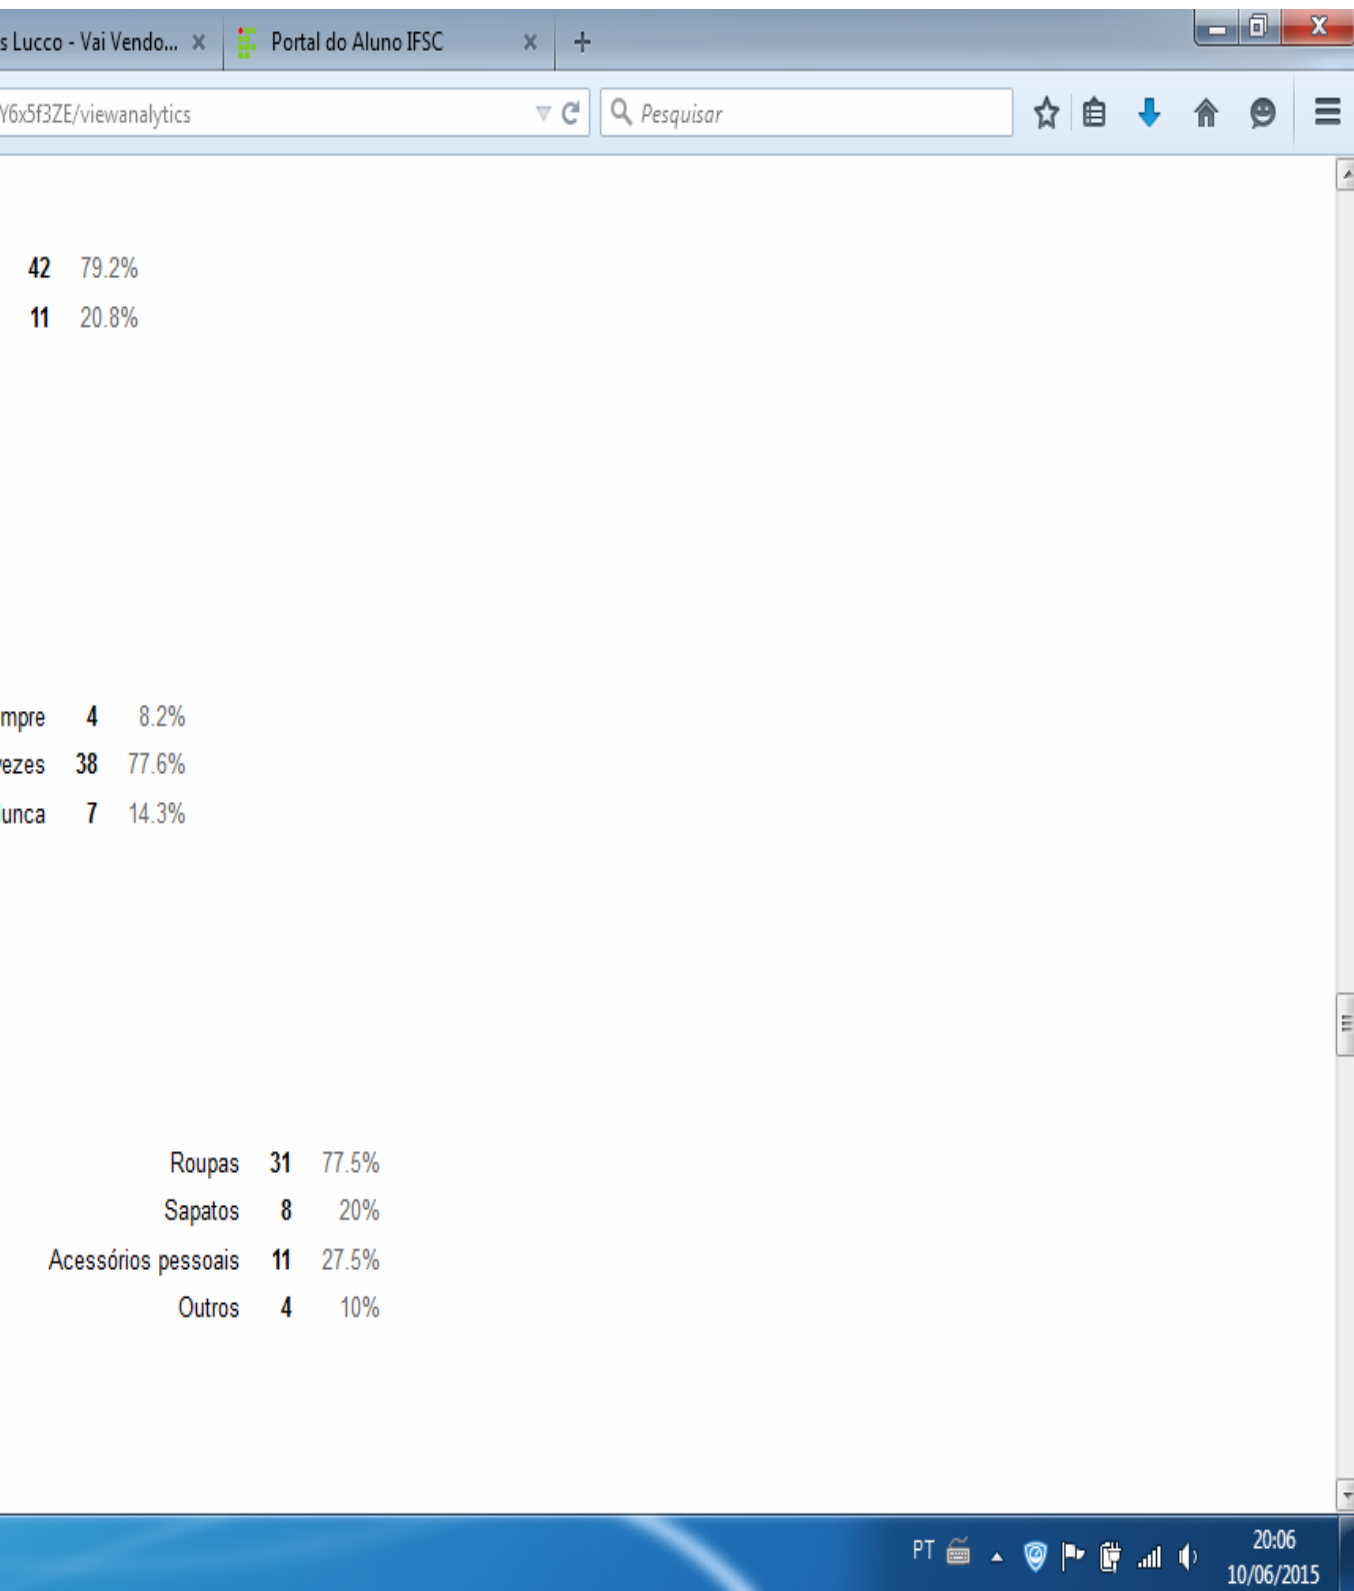 s Lucco - Vai Vendo...
Portal do Aluno IFSC
Y6x5f3ZE/viewanalytics
Pesquisar
42 79.2%
11 20.8%
mpre 4 8.2%
vezes 38 77.6%
unca 7 14.3%
Roupas 31 77.5%
Sapatos 8 20%
Acessórios pessoais 11 27.5%
Outros 4 10%
PT
20:06
10/06/2015